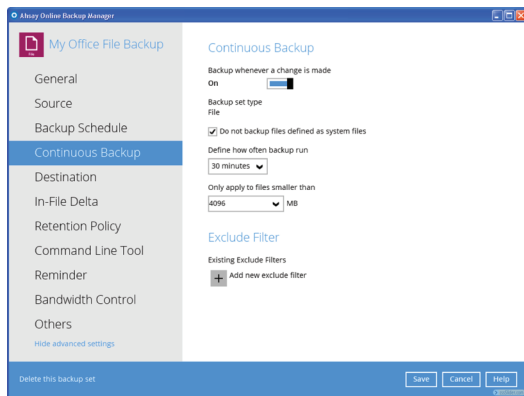 Ahsay Online Backup Manager
File
My Office File Backup
General
Source
Backup Schedule
Continuous Backup
Destination
In-File Delta
Retention Policy
Command Line Tool
Reminder
Bandwidth Control
Others
Hide advanced settings
Continuous Backup
Backup whenever a change is made
On
Backup set type
File
Do not backup files defined as system files
Define how often backup run
30 minutes
Only apply to files smaller than
4096 MB
Exclude Filter
Existing Exclude Filters
Add new exclude filter
Delete this backup set
Save Cancel Help